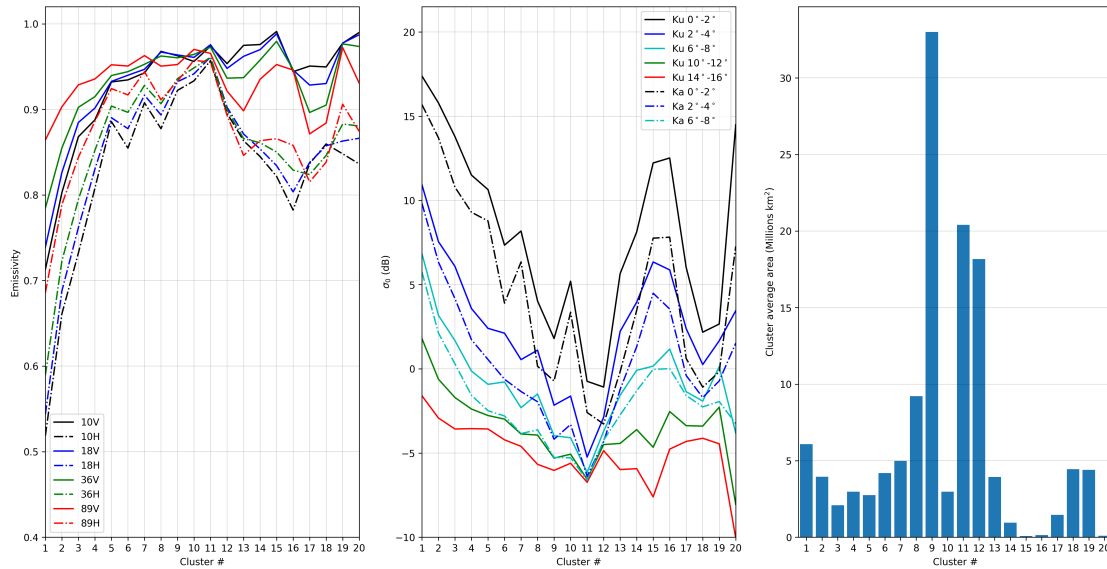 1.0
0.9
0.8
0.7
0.6
0.5
0.4
Emissivity
10V
10H
18V
18H
36V
36H
89V
89H
1 2 3 4 5 6 7 8 9 10 11 12 13 14 15 16 17 18 19 20
Cluster #
20
15
10
5
0
−5
−10
σ₀ (dB)
Ku 0°-2°
Ku 2°-4°
Ku 6°-8°
Ku 10°-12°
Ku 14°-16°
Ka 0°-2°
Ka 2°-4°
Ka 6°-8°
1 2 3 4 5 6 7 8 9 10 11 12 13 14 15 16 17 18 19 20
Cluster #
30
25
20
15
10
5
0
Cluster average area (Millions km²)
1 2 3 4 5 6 7 8 9 10 11 12 13 14 15 16 17 18 19 20
Cluster #